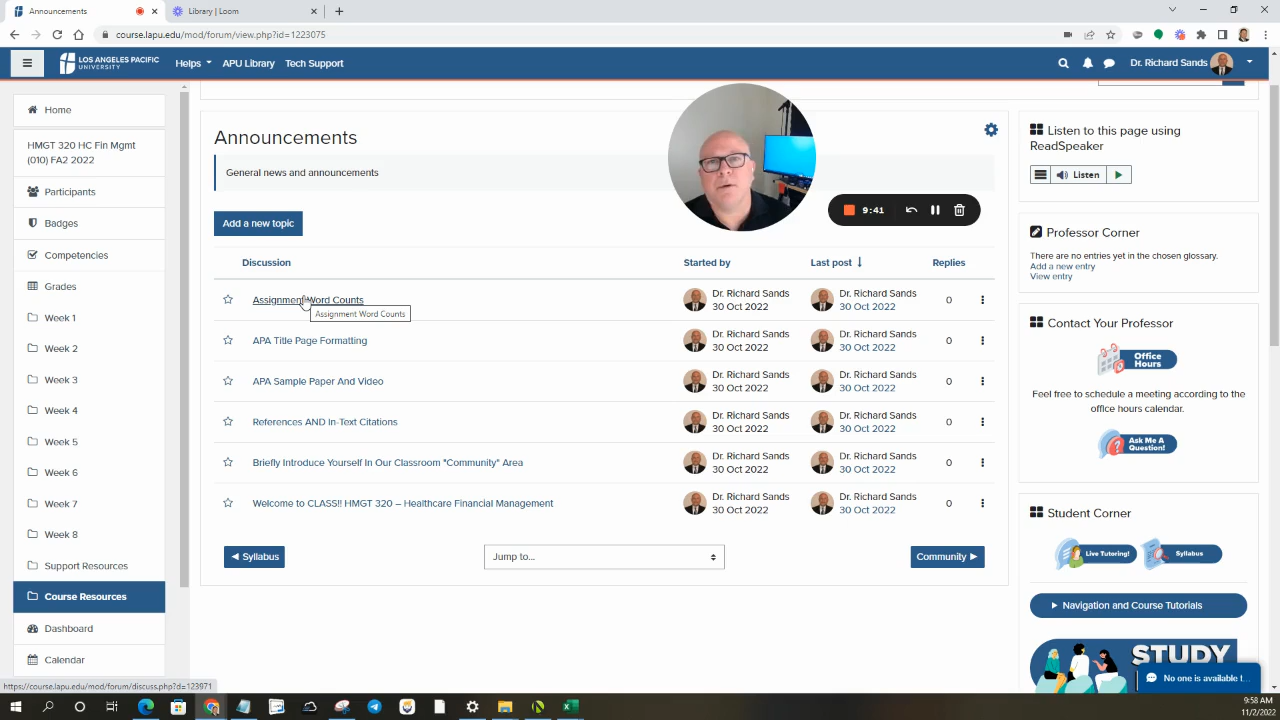 Announcements
Library | Loom
course.lapu.edu/mod/forum/view.php?id=1223075
LOS ANGELES PACIFIC
UNIVERSITY
Helps
APU Library
Tech Support
Dr. Richard Sands
Home
HMGT 320 HC Fin Mgmt
(010) FA2 2022
Participants
Badges
Competencies
Grades
Week 1
Week 2
Week 3
Week 4
Week 5
Week 6
Week 7
Week 8
Support Resources
Course Resources
Dashboard
Calendar
Announcements
General news and announcements
Add a new topic
9:41
Discussion
Started by
Last post
Replies
Assignment Word Counts
Assignment Word Counts
Dr. Richard Sands
30 Oct 2022
Dr. Richard Sands
30 Oct 2022
0
APA Title Page Formatting
Dr. Richard Sands
30 Oct 2022
Dr. Richard Sands
30 Oct 2022
0
APA Sample Paper And Video
Dr. Richard Sands
30 Oct 2022
Dr. Richard Sands
30 Oct 2022
0
References AND In-Text Citations
Dr. Richard Sands
30 Oct 2022
Dr. Richard Sands
30 Oct 2022
0
Briefly Introduce Yourself In Our Classroom "Community" Area
Dr. Richard Sands
30 Oct 2022
Dr. Richard Sands
30 Oct 2022
0
Welcome to CLASS!! HMGT 320 – Healthcare Financial Management
Dr. Richard Sands
30 Oct 2022
Dr. Richard Sands
30 Oct 2022
0
◀ Syllabus
Jump to...
Community ▶
Listen to this page using
ReadSpeaker
Listen
Professor Corner
There are no entries yet in the chosen glossary.
Add a new entry
View entry
Contact Your Professor
Office
Hours
Feel free to schedule a meeting according to the
office hours calendar.
Ask Me A
Question!
Student Corner
Live Tutoring!
Syllabus
Navigation and Course Tutorials
STUDY
No one is available t...
https://course.lapu.edu/mod/forum/discuss.php?d=123971
9:58 AM
11/2/2022